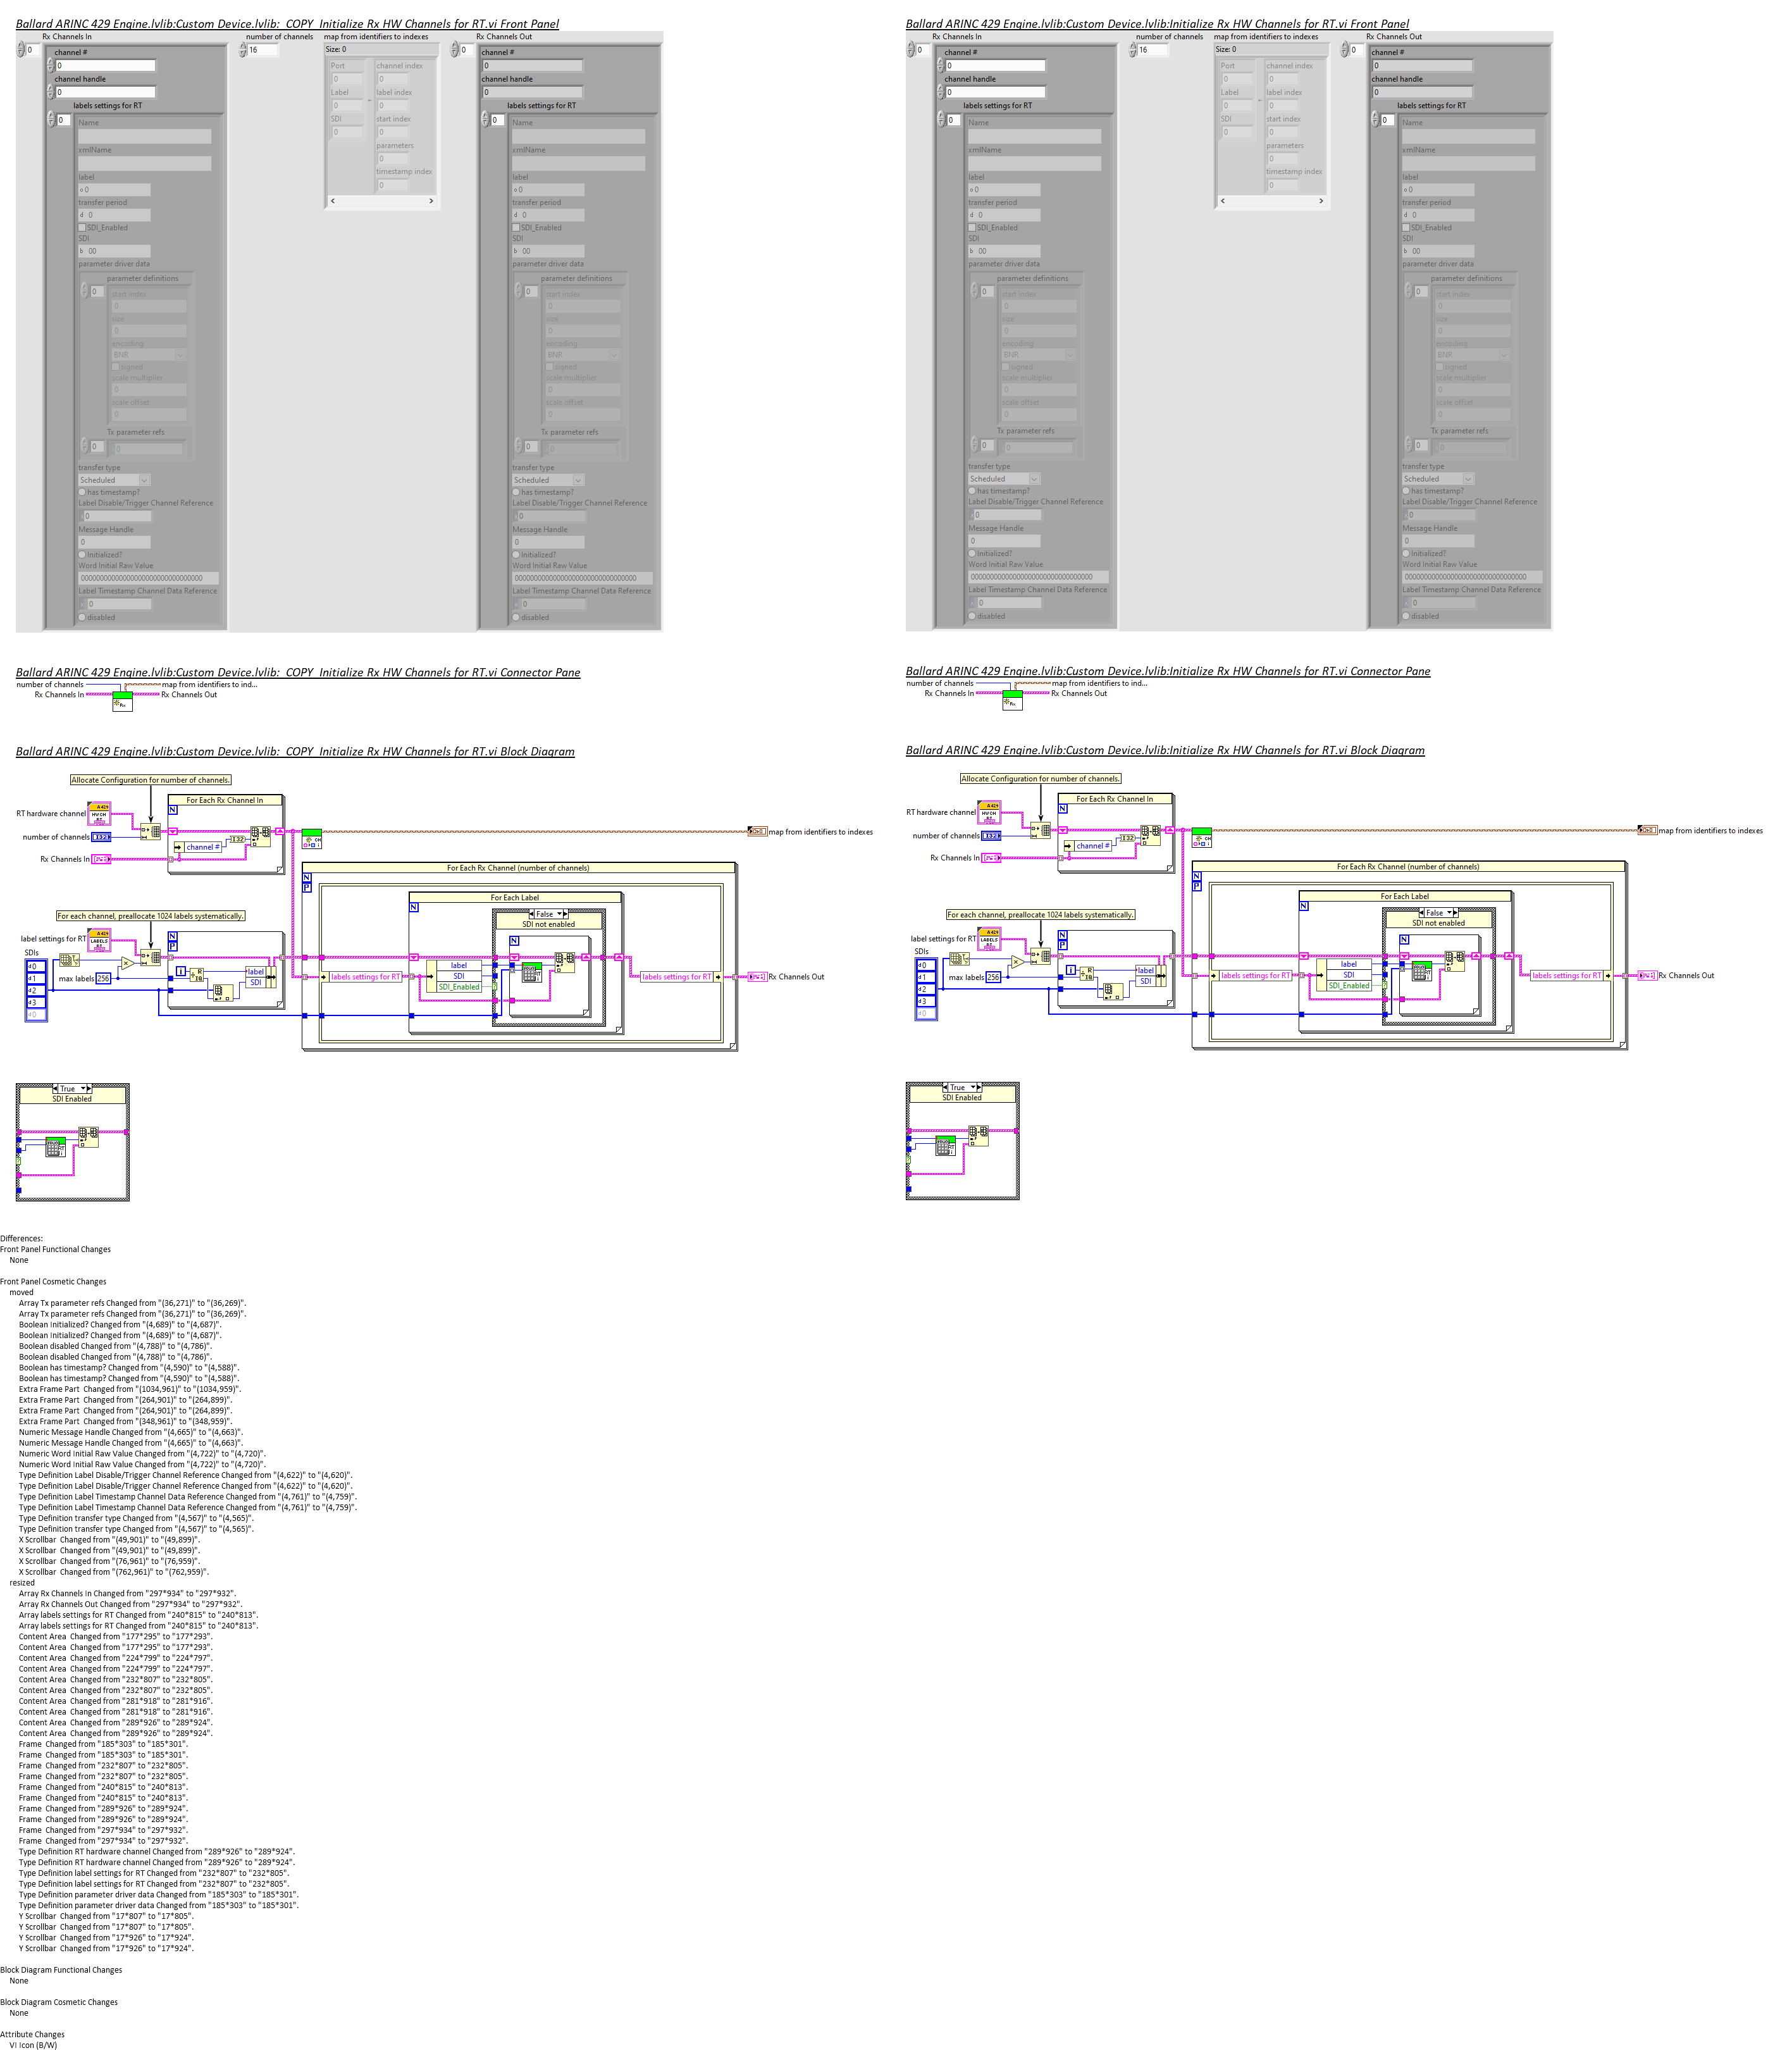 Ballard ARINC 429 Engine.lvlib:Custom Device.lvlib:_COPY_Initialize Rx HW Channels for RT.vi Front Panel
Rx Channels In
number of channels
map from identifiers to indexes
Rx Channels Out
0
16
Size: 0
0
channel #
0
channel handle
0
labels settings for RT
0
Name
xmlName
label
o 0
transfer period
d 0
SDI_Enabled
SDI
b 00
parameter driver data
parameter definitions
0
start index
0
size
0
encoding
BNR
signed
scale multiplier
0
scale offset
0
Tx parameter refs
0
0
transfer type
Scheduled
has timestamp?
Label Disable/Trigger Channel Reference
0
Message Handle
0
Initialized?
Word Initial Raw Value
00000000000000000000000000000000
Label Timestamp Channel Data Reference
0
disabled
Port
channel index
0
0
Label
label index
0
0
SDI
start index
0
0
parameters
0
timestamp index
0
channel #
0
channel handle
0
labels settings for RT
0
Name
xmlName
label
o 0
transfer period
d 0
SDI_Enabled
SDI
b 00
parameter driver data
parameter definitions
0
start index
0
size
0
encoding
BNR
signed
scale multiplier
0
scale offset
0
Tx parameter refs
0
0
transfer type
Scheduled
has timestamp?
Label Disable/Trigger Channel Reference
0
Message Handle
0
Initialized?
Word Initial Raw Value
00000000000000000000000000000000
Label Timestamp Channel Data Reference
0
disabled
Ballard ARINC 429 Engine.lvlib:Custom Device.lvlib:Initialize Rx HW Channels for RT.vi Front Panel
Rx Channels In
number of channels
map from identifiers to indexes
Rx Channels Out
0
16
Size: 0
0
channel #
0
channel handle
0
labels settings for RT
0
Name
xmlName
label
o 0
transfer period
d 0
SDI_Enabled
SDI
b 00
parameter driver data
parameter definitions
0
start index
0
size
0
encoding
BNR
signed
scale multiplier
0
scale offset
0
Tx parameter refs
0
0
transfer type
Scheduled
has timestamp?
Label Disable/Trigger Channel Reference
0
Message Handle
0
Initialized?
Word Initial Raw Value
00000000000000000000000000000000
Label Timestamp Channel Data Reference
0
disabled
Port
channel index
0
0
Label
label index
0
0
SDI
start index
0
0
parameters
0
timestamp index
0
channel #
0
channel handle
0
labels settings for RT
0
Name
xmlName
label
o 0
transfer period
d 0
SDI_Enabled
SDI
b 00
parameter driver data
parameter definitions
0
start index
0
size
0
encoding
BNR
signed
scale multiplier
0
scale offset
0
Tx parameter refs
0
0
transfer type
Scheduled
has timestamp?
Label Disable/Trigger Channel Reference
0
Message Handle
0
Initialized?
Word Initial Raw Value
00000000000000000000000000000000
Label Timestamp Channel Data Reference
0
disabled
Ballard ARINC 429 Engine.lvlib:Custom Device.lvlib:_COPY_Initialize Rx HW Channels for RT.vi Connector Pane
number of channels
map from identifiers to ind...
Rx Channels In
Rx Channels Out
Rx
Ballard ARINC 429 Engine.lvlib:Custom Device.lvlib:Initialize Rx HW Channels for RT.vi Connector Pane
number of channels
map from identifiers to ind...
Rx Channels In
Rx Channels Out
Rx
Ballard ARINC 429 Engine.lvlib:Custom Device.lvlib:_COPY_Initialize Rx HW Channels for RT.vi Block Diagram
Allocate Configuration for number of channels.
For Each Rx Channel In
N
RT hardware channel
A 429
HW CH
number of channels
I32
channel #
I32
Rx Channels In
CH
map from identifiers to indexes
For Each Rx Channel (number of channels)
N
P
For Each Label
N
False
SDI not enabled
N
For each channel, preallocate 1024 labels systematically.
label settings for RT
A 429
LABELS
N
P
SDIs
d 0
d 1
d 2
d 3
d 0
max labels
256
i
R
IQ
label
SDI
labels settings for RT
label
SDI
SDI_Enabled
labels settings for RT
Rx Channels Out
True
SDI Enabled
RT
Ballard ARINC 429 Engine.lvlib:Custom Device.lvlib:Initialize Rx HW Channels for RT.vi Block Diagram
Allocate Configuration for number of channels.
For Each Rx Channel In
N
RT hardware channel
A 429
HW CH
number of channels
I32
channel #
I32
Rx Channels In
CH
map from identifiers to indexes
For Each Rx Channel (number of channels)
N
P
For Each Label
N
False
SDI not enabled
N
For each channel, preallocate 1024 labels systematically.
label settings for RT
A 429
LABELS
N
P
SDIs
d 0
d 1
d 2
d 3
d 0
max labels
256
i
R
IQ
label
SDI
labels settings for RT
label
SDI
SDI_Enabled
labels settings for RT
Rx Channels Out
True
SDI Enabled
RT
Differences:
Front Panel Functional Changes
None
Front Panel Cosmetic Changes
moved
Array Tx parameter refs Changed from "(36,271)" to "(36,269)".
Array Tx parameter refs Changed from "(36,271)" to "(36,269)".
Boolean Initialized? Changed from "(4,689)" to "(4,687)".
Boolean Initialized? Changed from "(4,689)" to "(4,687)".
Boolean disabled Changed from "(4,788)" to "(4,786)".
Boolean disabled Changed from "(4,788)" to "(4,786)".
Boolean has timestamp? Changed from "(4,590)" to "(4,588)".
Boolean has timestamp? Changed from "(4,590)" to "(4,588)".
Extra Frame Part  Changed from "(1034,961)" to "(1034,959)".
Extra Frame Part  Changed from "(264,901)" to "(264,899)".
Extra Frame Part  Changed from "(264,901)" to "(264,899)".
Extra Frame Part  Changed from "(348,961)" to "(348,959)".
Numeric Message Handle Changed from "(4,665)" to "(4,663)".
Numeric Message Handle Changed from "(4,665)" to "(4,663)".
Numeric Word Initial Raw Value Changed from "(4,722)" to "(4,720)".
Numeric Word Initial Raw Value Changed from "(4,722)" to "(4,720)".
Type Definition Label Disable/Trigger Channel Reference Changed from "(4,622)" to "(4,620)".
Type Definition Label Disable/Trigger Channel Reference Changed from "(4,622)" to "(4,620)".
Type Definition Label Timestamp Channel Data Reference Changed from "(4,761)" to "(4,759)".
Type Definition Label Timestamp Channel Data Reference Changed from "(4,761)" to "(4,759)".
Type Definition transfer type Changed from "(4,567)" to "(4,565)".
Type Definition transfer type Changed from "(4,567)" to "(4,565)".
X Scrollbar  Changed from "(49,901)" to "(49,899)".
X Scrollbar  Changed from "(49,901)" to "(49,899)".
X Scrollbar  Changed from "(76,961)" to "(76,959)".
X Scrollbar  Changed from "(762,961)" to "(762,959)".
resized
Array Rx Channels In Changed from "297*934" to "297*932".
Array Rx Channels Out Changed from "297*934" to "297*932".
Array labels settings for RT Changed from "240*815" to "240*813".
Array labels settings for RT Changed from "240*815" to "240*813".
Content Area  Changed from "177*295" to "177*293".
Content Area  Changed from "177*295" to "177*293".
Content Area  Changed from "224*799" to "224*797".
Content Area  Changed from "224*799" to "224*797".
Content Area  Changed from "232*807" to "232*805".
Content Area  Changed from "232*807" to "232*805".
Content Area  Changed from "281*918" to "281*916".
Content Area  Changed from "281*918" to "281*916".
Content Area  Changed from "289*926" to "289*924".
Content Area  Changed from "289*926" to "289*924".
Frame  Changed from "185*303" to "185*301".
Frame  Changed from "185*303" to "185*301".
Frame  Changed from "232*807" to "232*805".
Frame  Changed from "232*807" to "232*805".
Frame  Changed from "240*815" to "240*813".
Frame  Changed from "240*815" to "240*813".
Frame  Changed from "289*926" to "289*924".
Frame  Changed from "289*926" to "289*924".
Frame  Changed from "297*934" to "297*932".
Frame  Changed from "297*934" to "297*932".
Type Definition RT hardware channel Changed from "289*926" to "289*924".
Type Definition RT hardware channel Changed from "289*926" to "289*924".
Type Definition label settings for RT Changed from "232*807" to "232*805".
Type Definition label settings for RT Changed from "232*807" to "232*805".
Type Definition parameter driver data Changed from "185*303" to "185*301".
Type Definition parameter driver data Changed from "185*303" to "185*301".
Y Scrollbar  Changed from "17*807" to "17*805".
Y Scrollbar  Changed from "17*807" to "17*805".
Y Scrollbar  Changed from "17*926" to "17*924".
Y Scrollbar  Changed from "17*926" to "17*924".
Block Diagram Functional Changes
None
Block Diagram Cosmetic Changes
None
Attribute Changes
VI Icon (B/W)